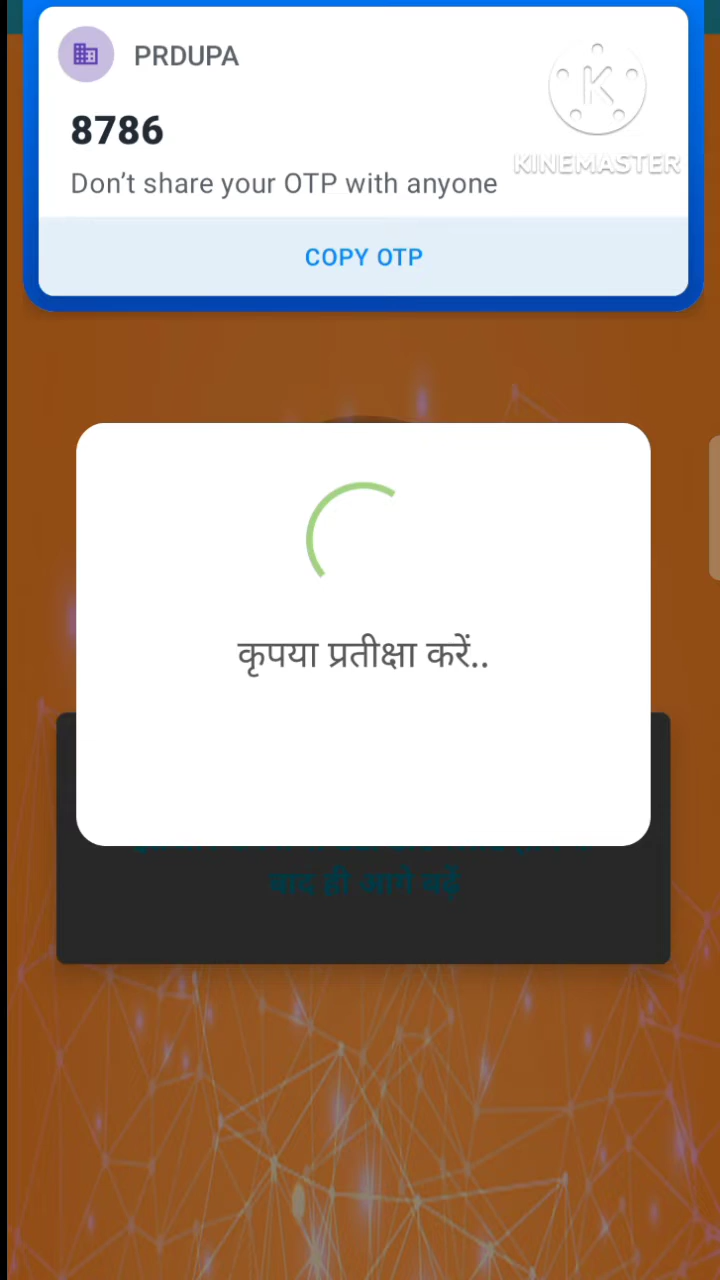 PRDUPA
8786
Don’t share your OTP with anyone
K
KINEMASTER
COPY OTP
कृपया प्रतीक्षा करें..
बाद ही आगे बढ़ें